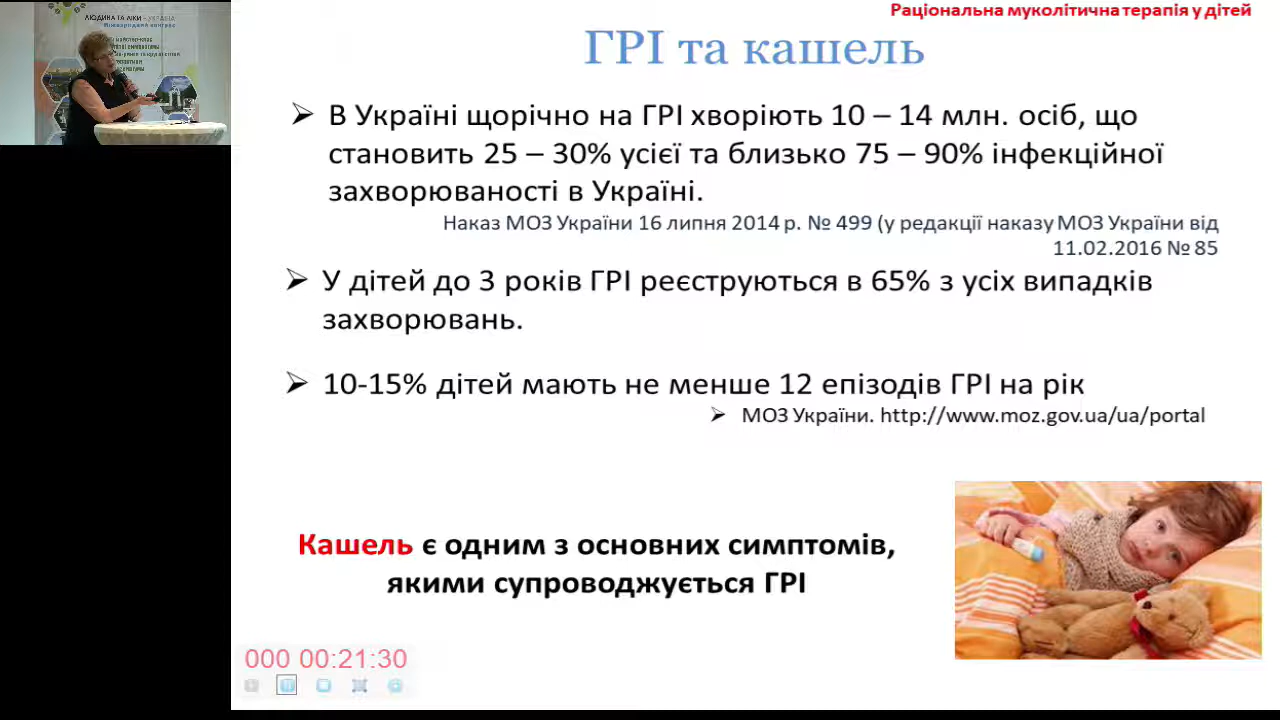 Раціональна муколітична терапія у дітей
ЛЮДИНА ТА ЛІКИ – УКРАЇНА
ГРІ та кашель
В Україні щорічно на ГРІ хворіють 10 – 14 млн. осіб, що
становить 25 – 30% усієї та близько 75 – 90% інфекційної
захворюваності в Україні.
Наказ МОЗ України 16 липня 2014 р. № 499 (у редакції наказу МОЗ України від
11.02.2016 № 85
У дітей до 3 років ГРІ реєструються в 65% з усіх випадків
захворювань.
10-15% дітей мають не менше 12 епізодів ГРІ на рік
МОЗ України. http://www.moz.gov.ua/ua/portal
Кашель є одним з основних симптомів,
якими супроводжується ГРІ
000 00:21:30